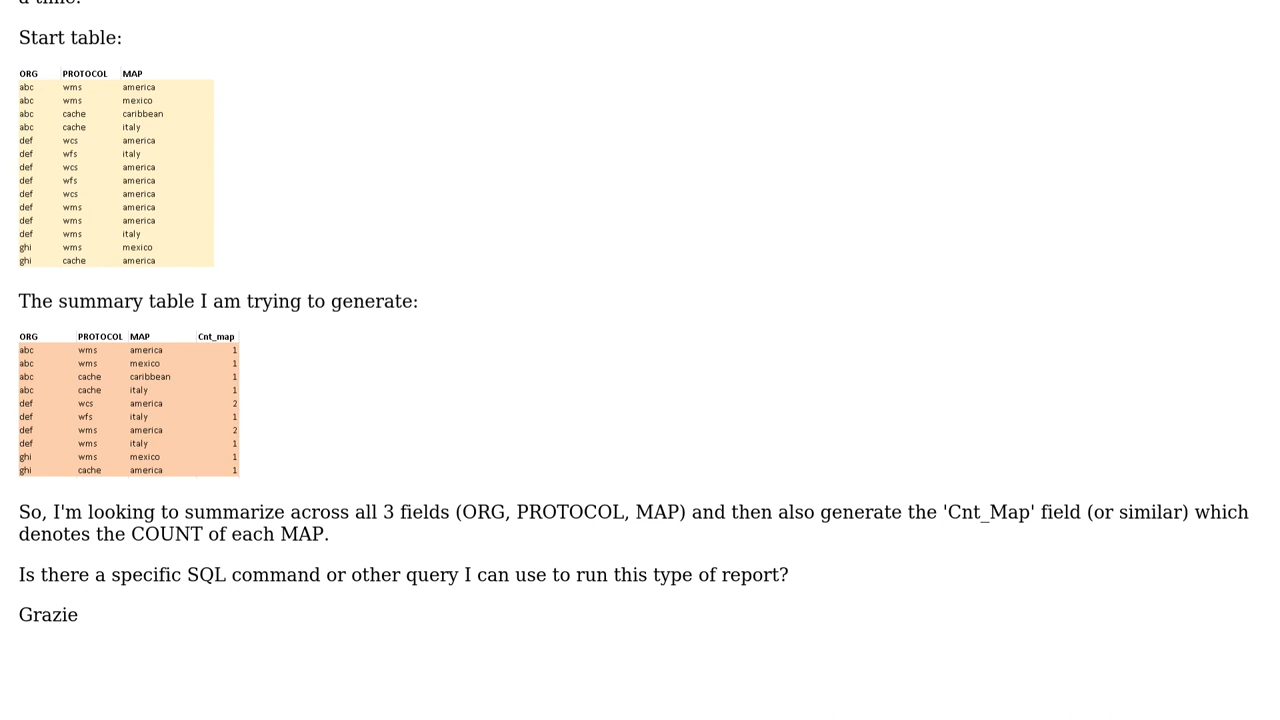 a time.
Start table:
ORG PROTOCOL MAP
abc wms america
abc wms mexico
abc cache caribbean
abc cache italy
def wcs america
def wfs italy
def wcs america
def wfs america
def wcs america
def wms america
def wms america
def wms italy
ghi wms mexico
ghi cache america
The summary table I am trying to generate:
ORG PROTOCOL MAP Cnt_map
abc wms america 1
abc wms mexico 1
abc cache caribbean 1
abc cache italy 1
def wcs america 2
def wfs italy 1
def wms america 2
def wms italy 1
ghi wms mexico 1
ghi cache america 1
So, I'm looking to summarize across all 3 fields (ORG, PROTOCOL, MAP) and then also generate the 'Cnt_Map' field (or similar) which
denotes the COUNT of each MAP.
Is there a specific SQL command or other query I can use to run this type of report?
Grazie